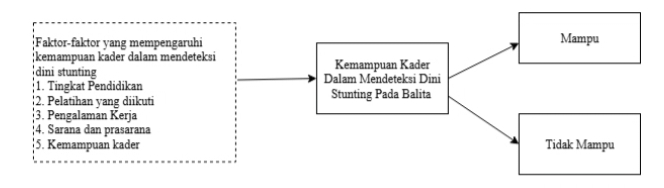 Faktor-faktor yang mempengaruhi
kemampuan kader dalam mendeteksi
dini stunting
1. Tingkat Pendidikan
2. Pelatihan yang diikuti
3. Pengalaman Kerja
4. Sarana dan prasarana
5. Kemampuan kader
Kemampuan Kader
Dalam Mendeteksi Dini
Stunting Pada Balita
Mampu
Tidak Mampu